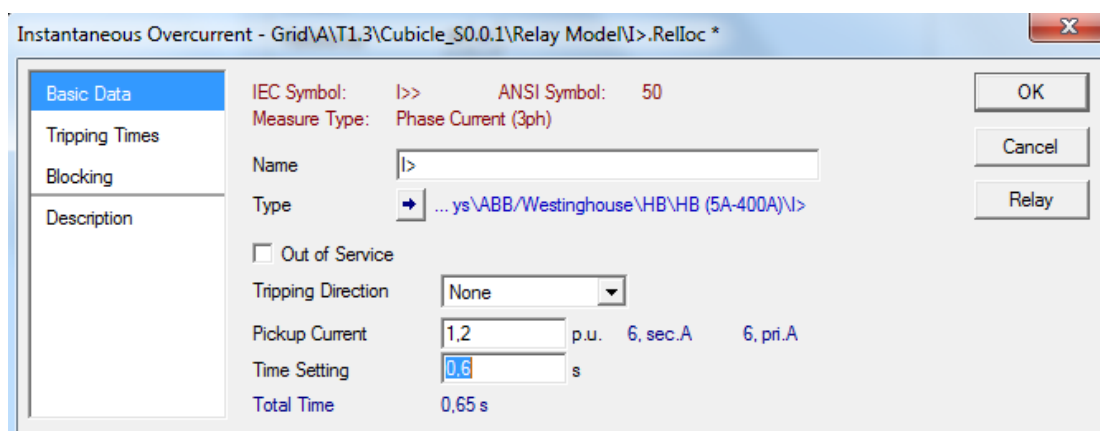 Instantaneous Overcurrent - Grid\A\T1.3\Cubicle_S0.0.1\Relay Model\I>.RelIoc *
x
Basic Data
Tripping Times
Blocking
Description
IEC Symbol: I>> ANSI Symbol: 50
Measure Type: Phase Current (3ph)
Name I>
Type ... ys\ABB/Westinghouse\HB\HB (5A-400A)\I>
Out of Service
Tripping Direction None
Pickup Current 1,2 p.u. 6, sec.A 6, pri.A
Time Setting 0,6 s
Total Time 0,65 s
OK
Cancel
Relay